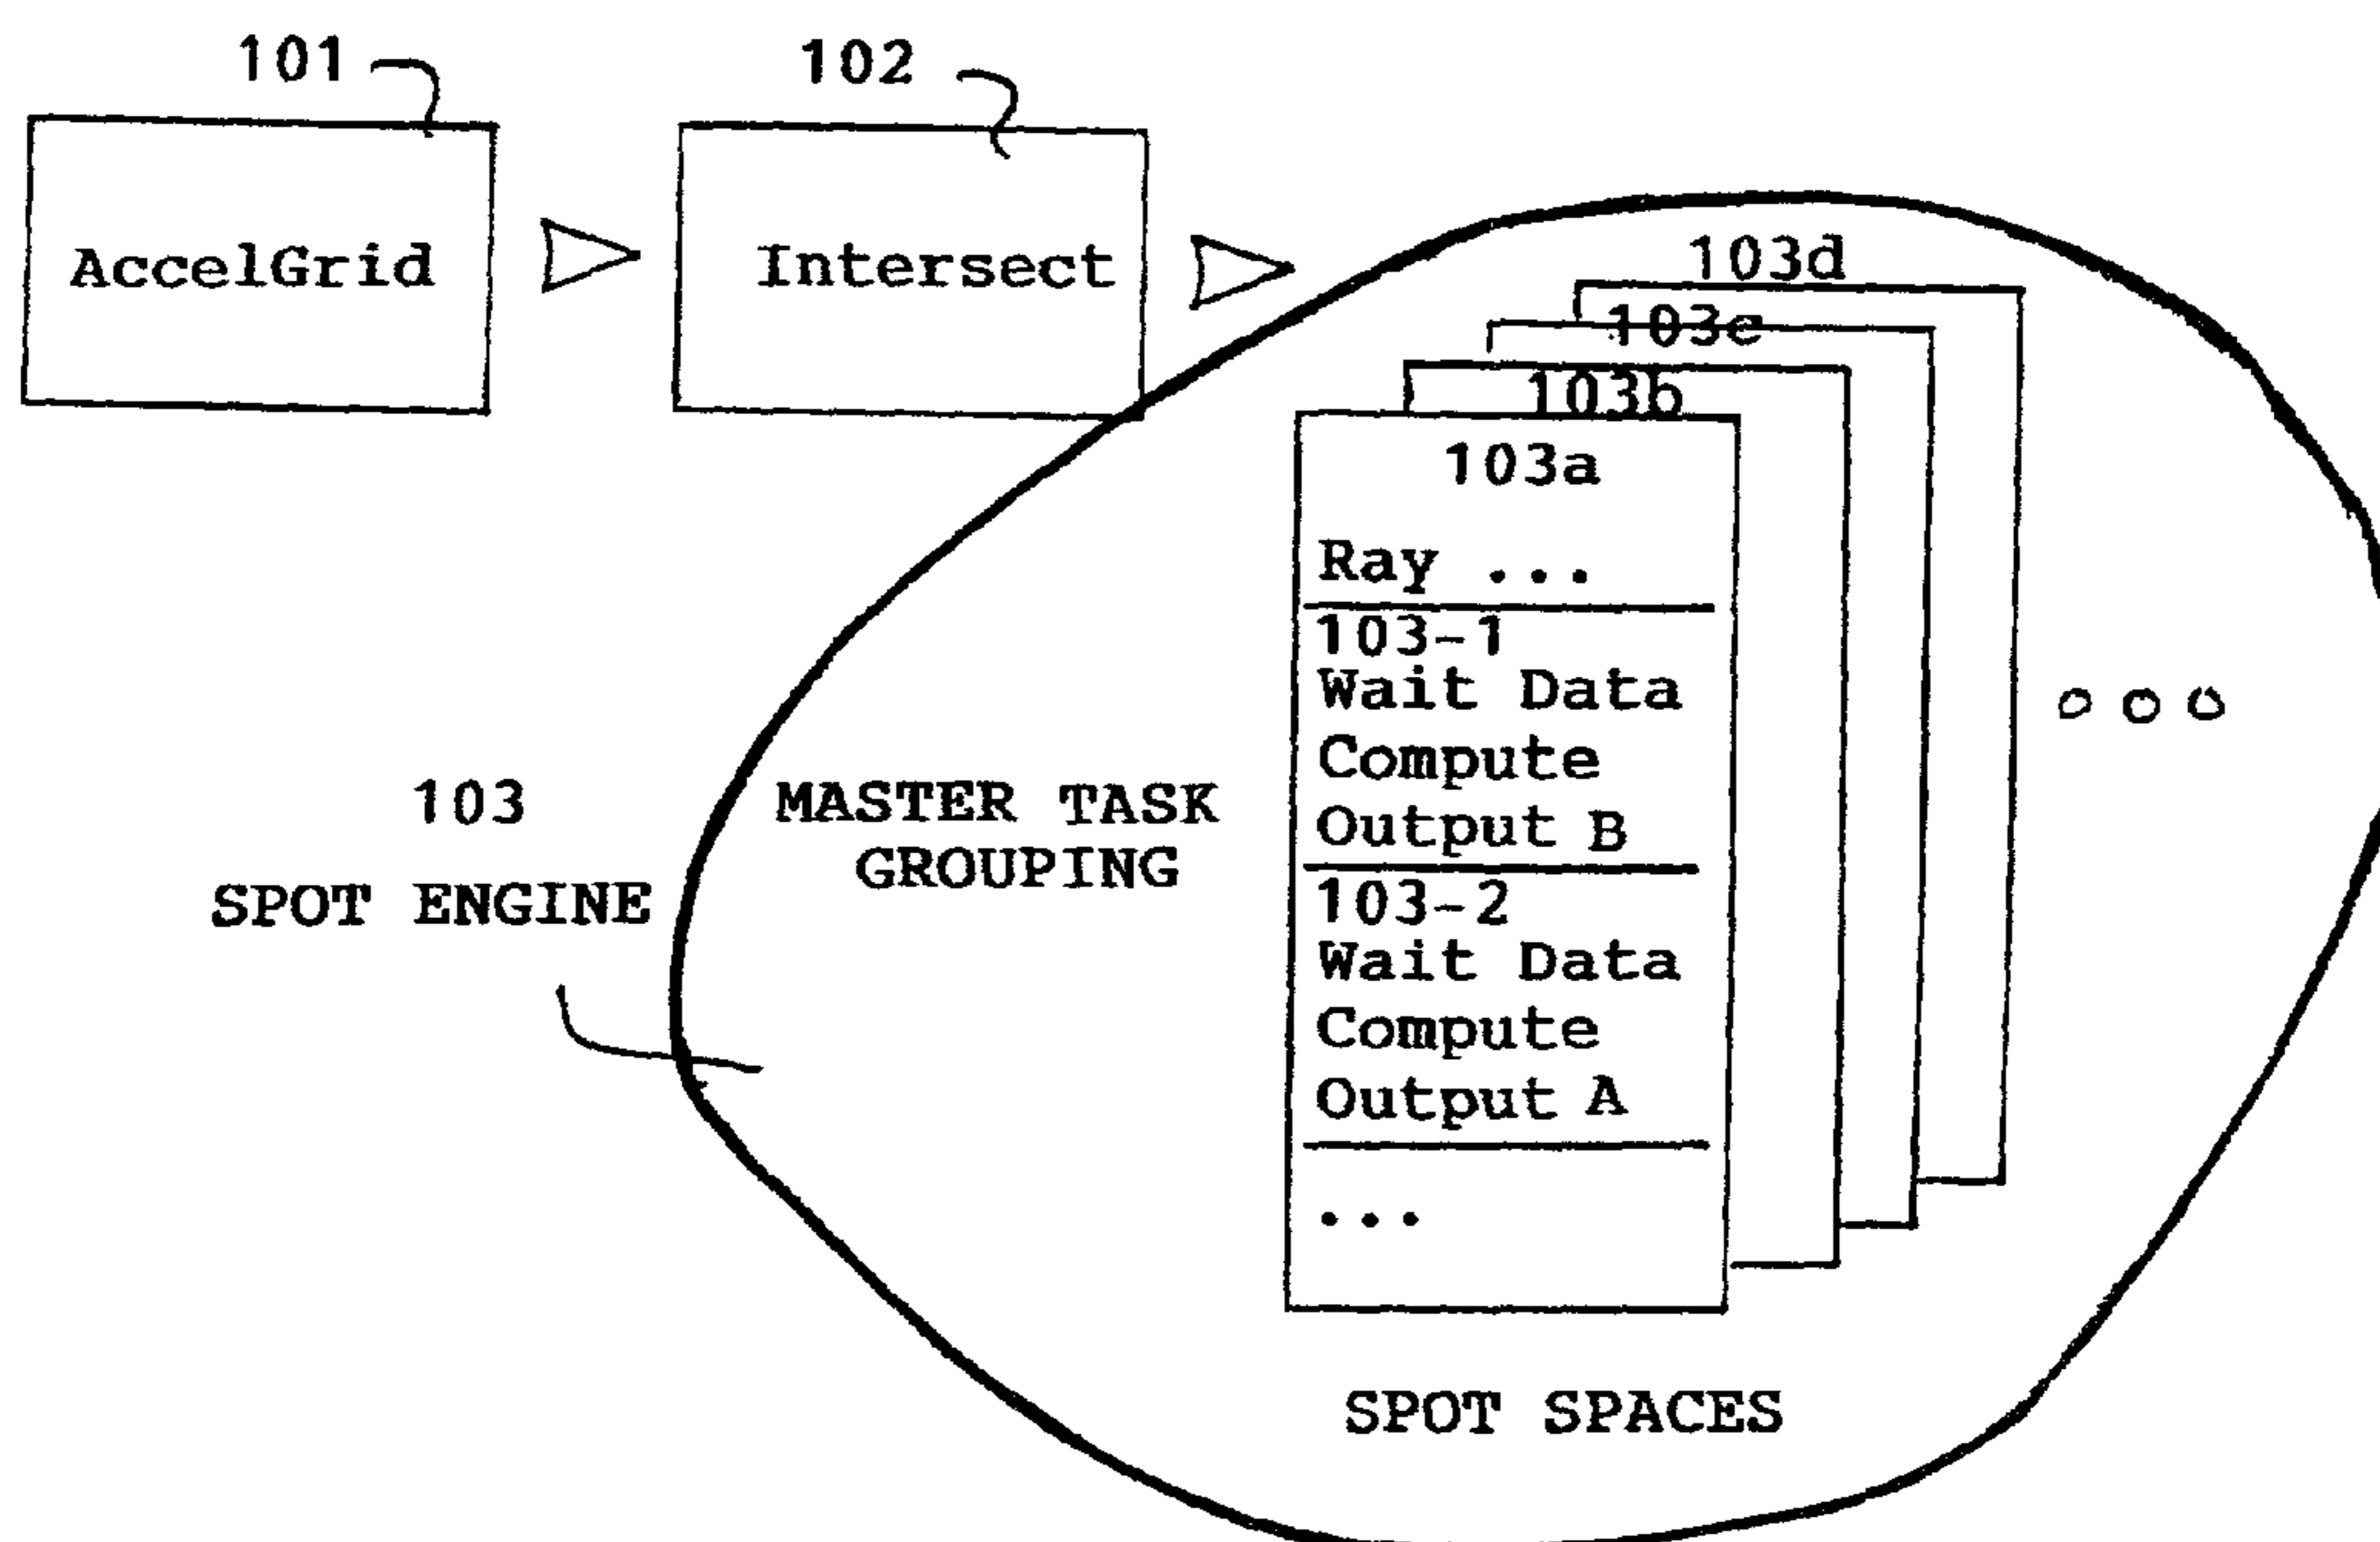 101
102
AccelGrid
Intersect
103d
103c
103b
103a
Ray ...
103-1
Wait Data
Compute
Output B
103-2
Wait Data
Compute
Output A
...
103
SPOT ENGINE
MASTER TASK
GROUPING
SPOT SPACES